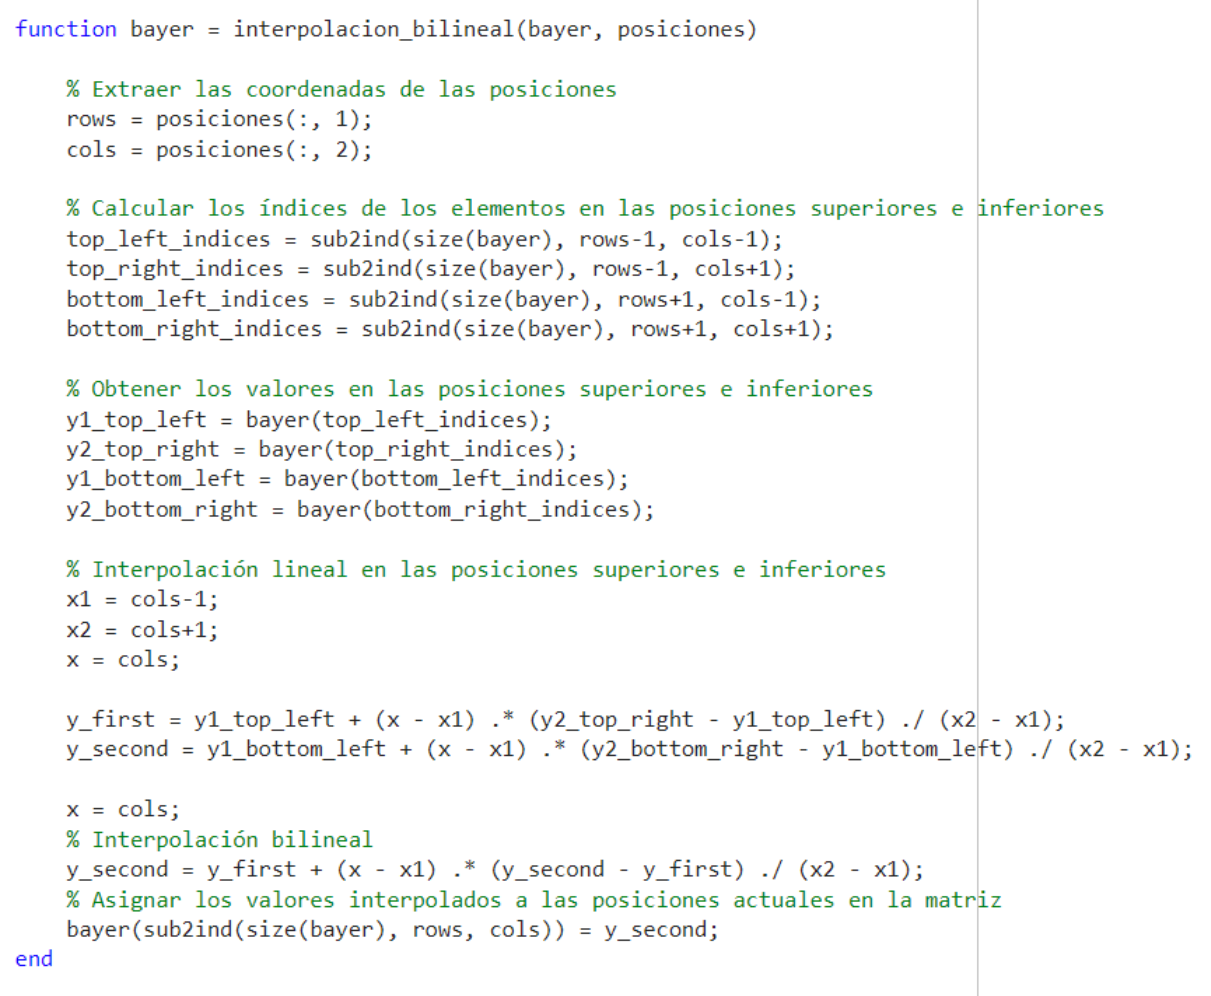 function bayer = interpolacion_bilineal(bayer, posiciones)
% Extraer las coordenadas de las posiciones
rows = posiciones(:, 1);
cols = posiciones(:, 2);
% Calcular los índices de los elementos en las posiciones superiores e inferiores
top_left_indices = sub2ind(size(bayer), rows-1, cols-1);
top_right_indices = sub2ind(size(bayer), rows-1, cols+1);
bottom_left_indices = sub2ind(size(bayer), rows+1, cols-1);
bottom_right_indices = sub2ind(size(bayer), rows+1, cols+1);
% Obtener los valores en las posiciones superiores e inferiores
y1_top_left = bayer(top_left_indices);
y2_top_right = bayer(top_right_indices);
y1_bottom_left = bayer(bottom_left_indices);
y2_bottom_right = bayer(bottom_right_indices);
% Interpolación lineal en las posiciones superiores e inferiores
x1 = cols-1;
x2 = cols+1;
x = cols;
y_first = y1_top_left + (x - x1) .* (y2_top_right - y1_top_left) ./ (x2 - x1);
y_second = y1_bottom_left + (x - x1) .* (y2_bottom_right - y1_bottom_left) ./ (x2 - x1);
x = cols;
% Interpolación bilineal
y_second = y_first + (x - x1) .* (y_second - y_first) ./ (x2 - x1);
% Asignar los valores interpolados a las posiciones actuales en la matriz
bayer(sub2ind(size(bayer), rows, cols)) = y_second;
end